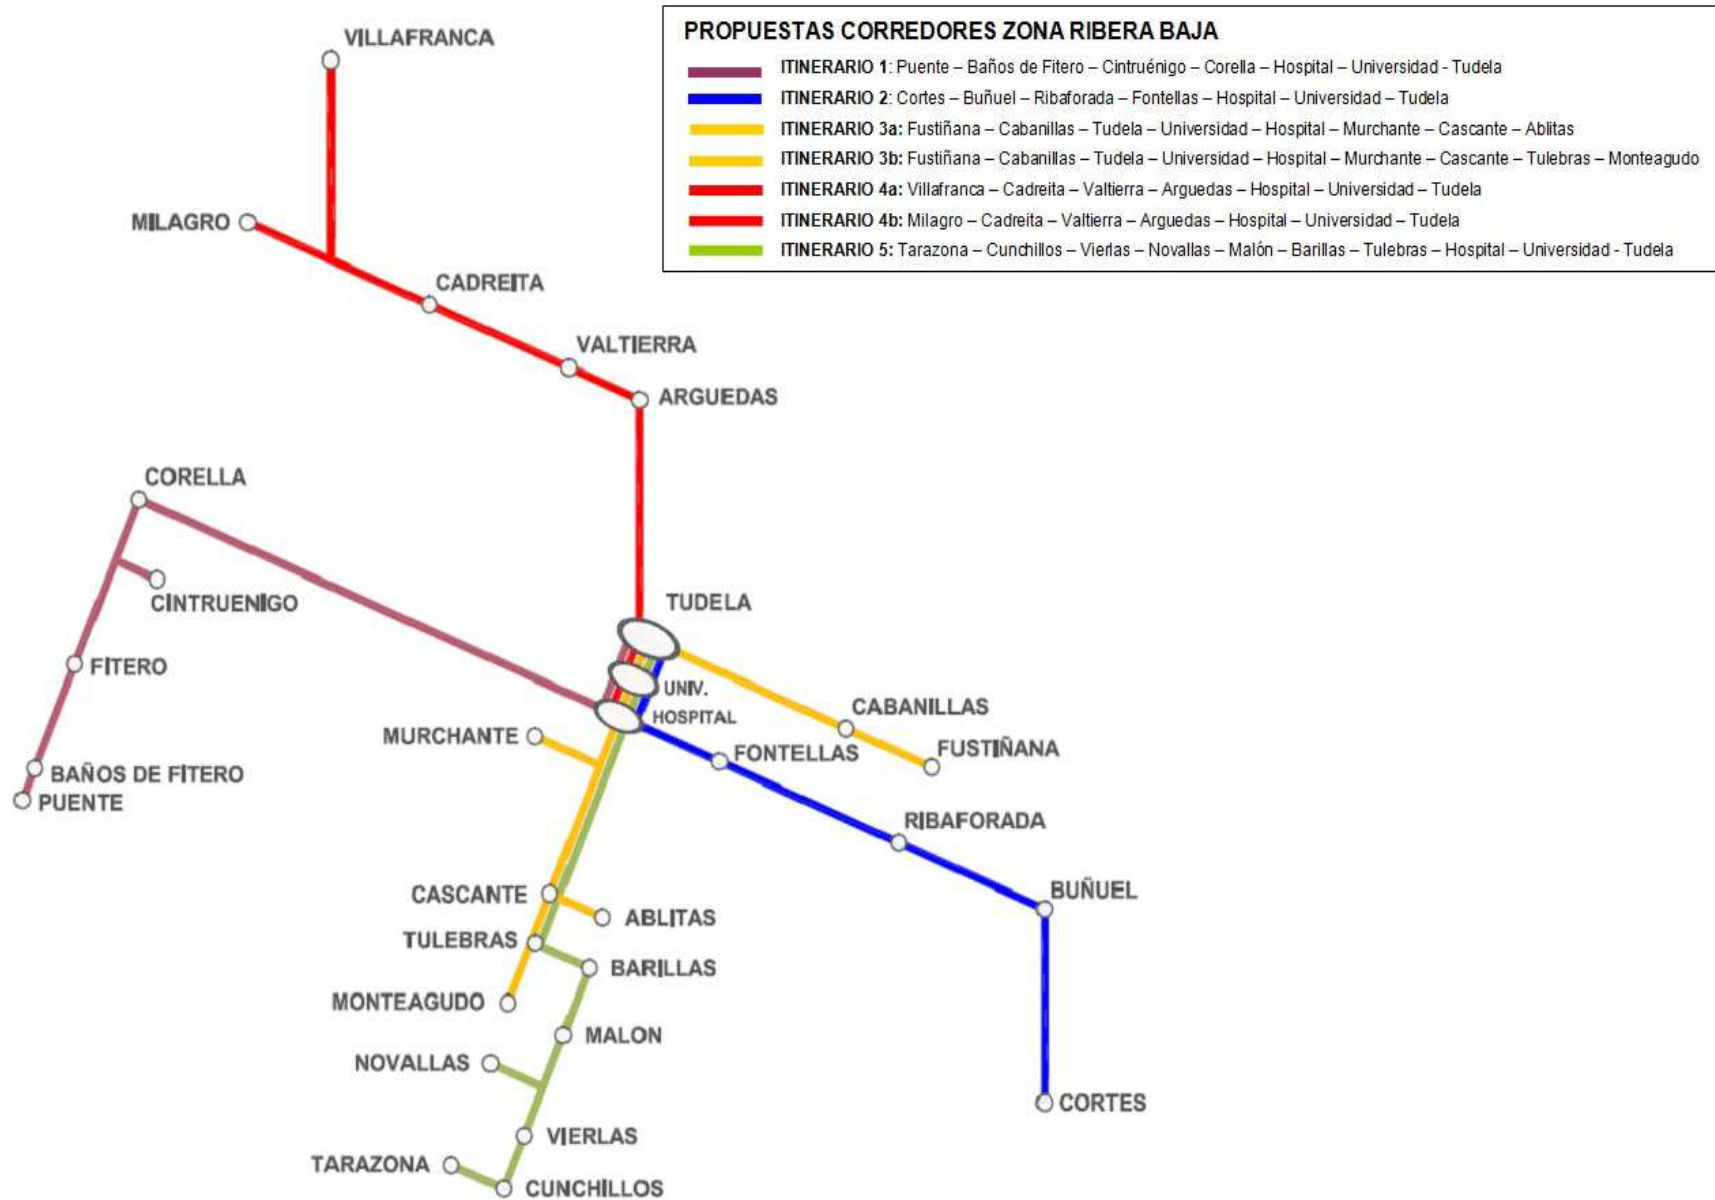 VILLAFRANCA
PROPUESTAS CORREDORES ZONA RIBERA BAJA
ITINERARIO 1: Puente – Baños de Fitero – Cintruénigo – Corella – Hospital – Universidad - Tudela
ITINERARIO 2: Cortes – Buñuel – Ribaforada – Fontellas – Hospital – Universidad – Tudela
ITINERARIO 3a: Fustiñana – Cabanillas – Tudela – Universidad – Hospital – Murchante – Cascante – Ablitas
ITINERARIO 3b: Fustiñana – Cabanillas – Tudela – Universidad – Hospital – Murchante – Cascante – Tulebras – Monteagudo
ITINERARIO 4a: Villafranca – Cadreita – Valtierra – Arguedas – Hospital – Universidad – Tudela
ITINERARIO 4b: Milagro – Cadreita – Valtierra – Arguedas – Hospital – Universidad – Tudela
ITINERARIO 5: Tarazona – Cunchillos – Vierlas – Novallas – Malón – Barillas – Tulebras – Hospital – Universidad - Tudela
MILAGRO
CADREITA
VALTIERRA
ARGUEDAS
CORELLA
CINTRUENIGO
TUDELA
FITERO
UNIV.
HOSPITAL
CABANILLAS
MURCHANTE
FONTELLAS
FUSTIÑANA
BAÑOS DE FITERO
PUENTE
RIBAFORADA
CASCANTE
BUÑUEL
ABLITAS
TULEBRAS
BARILLAS
MONTEAGUDO
MALON
NOVALLAS
CORTES
VIERLAS
TARAZONA
CUNCHILLOS